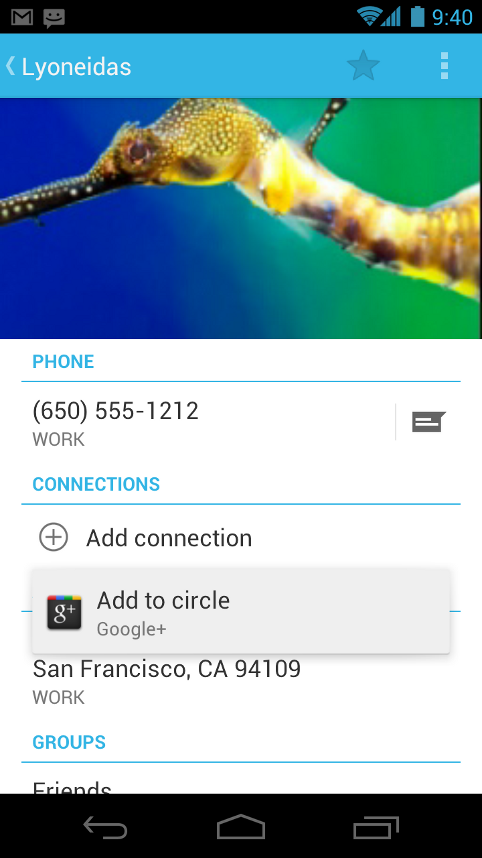 9:40
Lyoneidas
PHONE
(650) 555-1212
WORK
CONNECTIONS
Add connection
g+
Add to circle
Google+
San Francisco, CA 94109
WORK
GROUPS
Friends